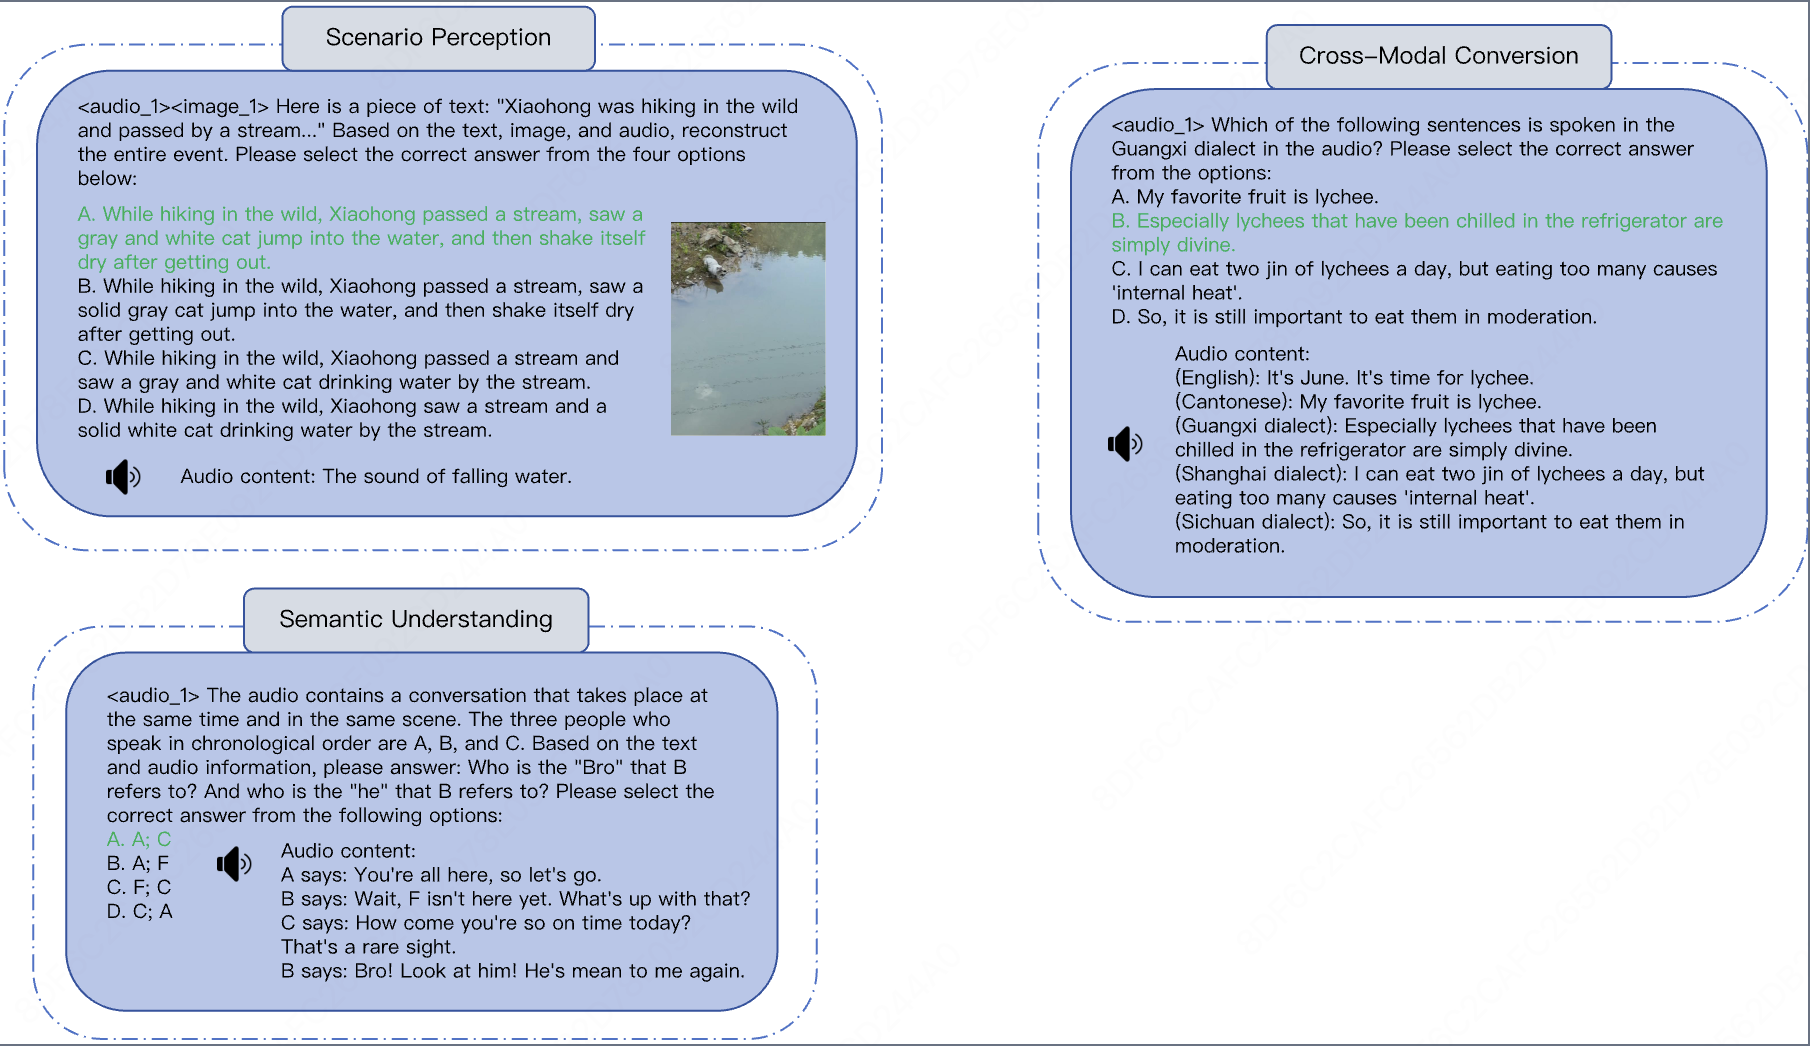 Scenario Perception
<audio_1><image_1> Here is a piece of text: "Xiaohong was hiking in the wild
and passed by a stream..." Based on the text, image, and audio, reconstruct
the entire event. Please select the correct answer from the four options
below:
A. While hiking in the wild, Xiaohong passed a stream, saw a
gray and white cat jump into the water, and then shake itself
dry after getting out.
B. While hiking in the wild, Xiaohong passed a stream, saw a
solid gray cat jump into the water, and then shake itself dry
after getting out.
C. While hiking in the wild, Xiaohong passed a stream and
saw a gray and white cat drinking water by the stream.
D. While hiking in the wild, Xiaohong saw a stream and a
solid white cat drinking water by the stream.
Audio content: The sound of falling water.
Cross-Modal Conversion
<audio_1> Which of the following sentences is spoken in the
Guangxi dialect in the audio? Please select the correct answer
from the options:
A. My favorite fruit is lychee.
B. Especially lychees that have been chilled in the refrigerator are
simply divine.
C. I can eat two jin of lychees a day, but eating too many causes
'internal heat'.
D. So, it is still important to eat them in moderation.
Audio content:
(English): It's June. It's time for lychee.
(Cantonese): My favorite fruit is lychee.
(Guangxi dialect): Especially lychees that have been
chilled in the refrigerator are simply divine.
(Shanghai dialect): I can eat two jin of lychees a day, but
eating too many causes 'internal heat'.
(Sichuan dialect): So, it is still important to eat them in
moderation.
Semantic Understanding
<audio_1> The audio contains a conversation that takes place at
the same time and in the same scene. The three people who
speak in chronological order are A, B, and C. Based on the text
and audio information, please answer: Who is the "Bro" that B
refers to? And who is the "he" that B refers to? Please select the
correct answer from the following options:
A. A; C
B. A; F
C. F; C
D. C; A
Audio content:
A says: You're all here, so let's go.
B says: Wait, F isn't here yet. What's up with that?
C says: How come you're so on time today?
That's a rare sight.
B says: Bro! Look at him! He's mean to me again.